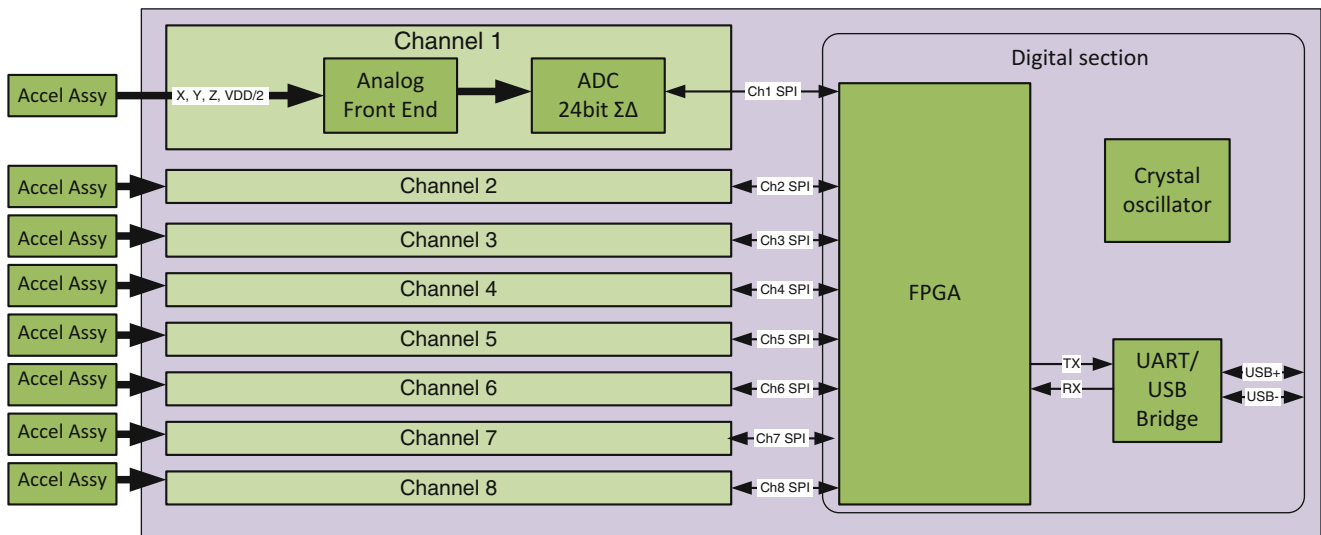 Channel 1
Digital section
Accel Assy
X, Y, Z, VDD/2
Analog
Front End
ADC
24bit ΣΔ
Ch1 SPI
Accel Assy
Channel 2
Ch2 SPI
Crystal
oscillator
Accel Assy
Channel 3
Ch3 SPI
Accel Assy
Channel 4
Ch4 SPI
FPGA
Accel Assy
Channel 5
Ch5 SPI
TX
RX
UART/
USB
Bridge
USB+
USB-
Accel Assy
Channel 6
Ch6 SPI
Accel Assy
Channel 7
Ch7 SPI
Accel Assy
Channel 8
Ch8 SPI